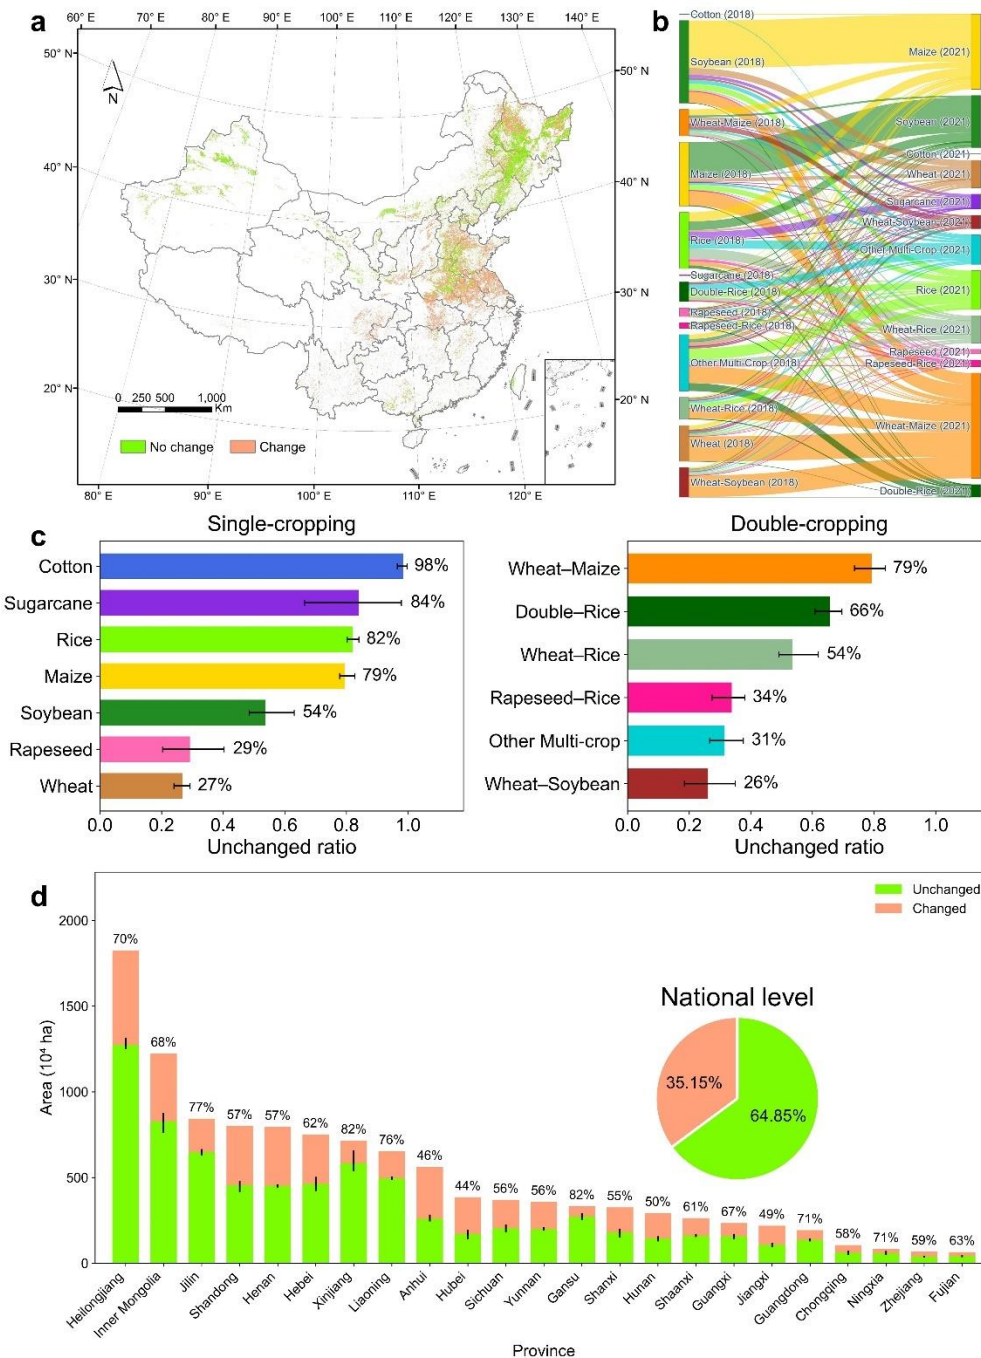 a
60° E 70° E 80° E 90° E 100° E 110° E 120° E 130° E 140° E
50° N
40° N
30° N
20° N
50° N
40° N
30° N
20° N
N
0 250 500 1,000
Km
No change
Change
80° E 90° E 100° E 110° E 120° E
b
Cotton (2018)
Soybean (2018)
Wheat-Maize (2018)
Maize (2018)
Rice (2018)
Sugarcane (2018)
Double-Rice (2018)
Rapeseed (2018)
Rapeseed-Rice (2018)
Other Multi-Crop (2018)
Wheat-Rice (2018)
Wheat (2018)
Wheat-Soybean (2018)
Maize (2021)
Soybean (2021)
Cotton (2021)
Wheat (2021)
Sugarcane (2021)
Wheat-Soybean (2021)
Other Multi-Crop (2021)
Rice (2021)
Wheat-Rice (2021)
Rapeseed (2021)
Rapeseed-Rice (2021)
Wheat-Maize (2021)
Double-Rice (2021)
c
Single-cropping
Cotton 98%
Sugarcane 84%
Rice 82%
Maize 79%
Soybean 54%
Rapeseed 29%
Wheat 27%
0.0 0.2 0.4 0.6 0.8 1.0
Unchanged ratio
Double-cropping
Wheat–Maize 79%
Double–Rice 66%
Wheat–Rice 54%
Rapeseed–Rice 34%
Other Multi-crop 31%
Wheat–Soybean 26%
0.0 0.2 0.4 0.6 0.8 1.0
Unchanged ratio
d
Unchanged
Changed
Area (10⁴ ha)
2000
1500
1000
500
0
70% 68% 77% 57% 57% 62% 82% 76% 46% 44% 56% 56% 82% 55% 50% 61% 67% 49% 71% 58% 71% 59% 63%
National level
35.15%
64.85%
Heilongjiang
Inner Mongolia
Jilin
Shandong
Henan
Hebei
Xinjiang
Liaoning
Anhui
Hubei
Sichuan
Yunnan
Gansu
Shanxi
Hunan
Shaanxi
Guangxi
Jiangxi
Guangdong
Chongqing
Ningxia
Zhejiang
Fujian
Province